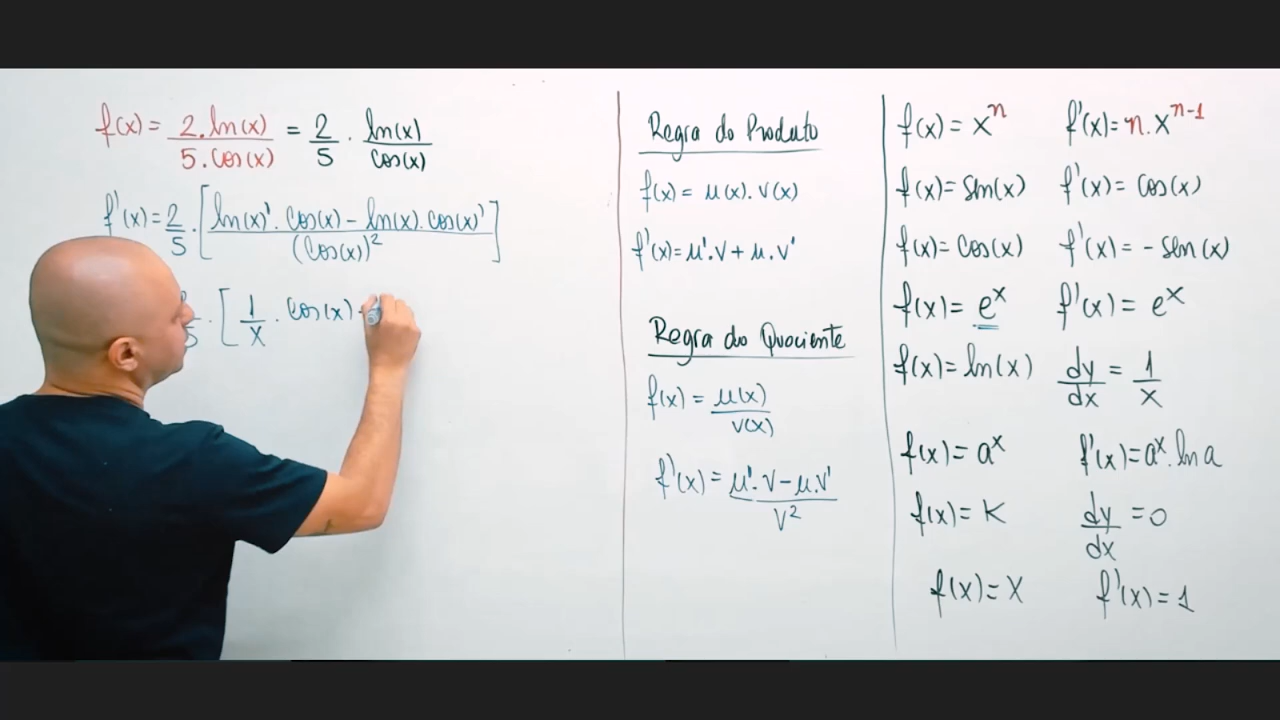 f(x) = 2.ln(x) / 5.cos(x) = 2/5 . ln(x)/cos(x)
f'(x) = 2/5 . [ln(x)'. cos(x) - ln(x). cos(x)' / (cos(x))²]
5 . [1/x . cos(x)
Regra do Produto
f(x) = μ(x). v(x)
f'(x) = μ'.v + μ.v'
Regra do Quociente
f(x) = μ(x) / v(x)
f'(x) = μ'.v - μ.v' / v²
f(x) = x^n f'(x) = n.x^(n-1)
f(x) = sen(x) f'(x) = cos(x)
f(x) = cos(x) f'(x) = - sen(x)
f(x) = e^x f'(x) = e^x
f(x) = ln(x) dy/dx = 1/x
f(x) = a^x f'(x) = a^x.ln a
f(x) = K dy/dx = 0
f(x) = x f'(x) = 1